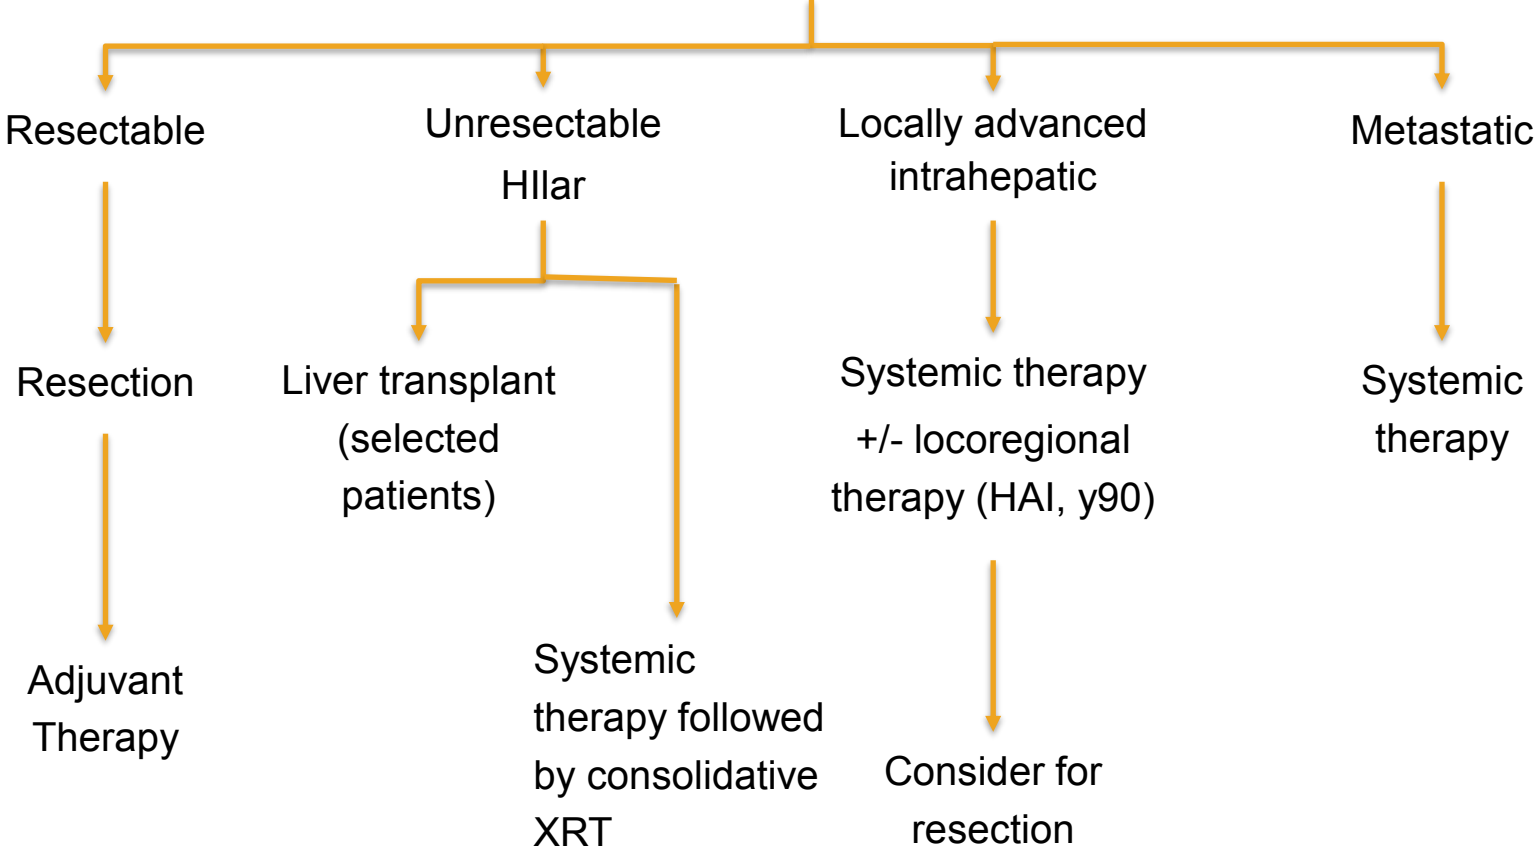 Resectable
Unresectable
HIlar
Locally advanced
intrahepatic
Metastatic
Resection
Liver transplant
(selected
patients)
Systemic therapy
+/- locoregional
therapy (HAI, y90)
Systemic
therapy
Adjuvant
Therapy
Systemic
therapy followed
by consolidative
XRT
Consider for
resection